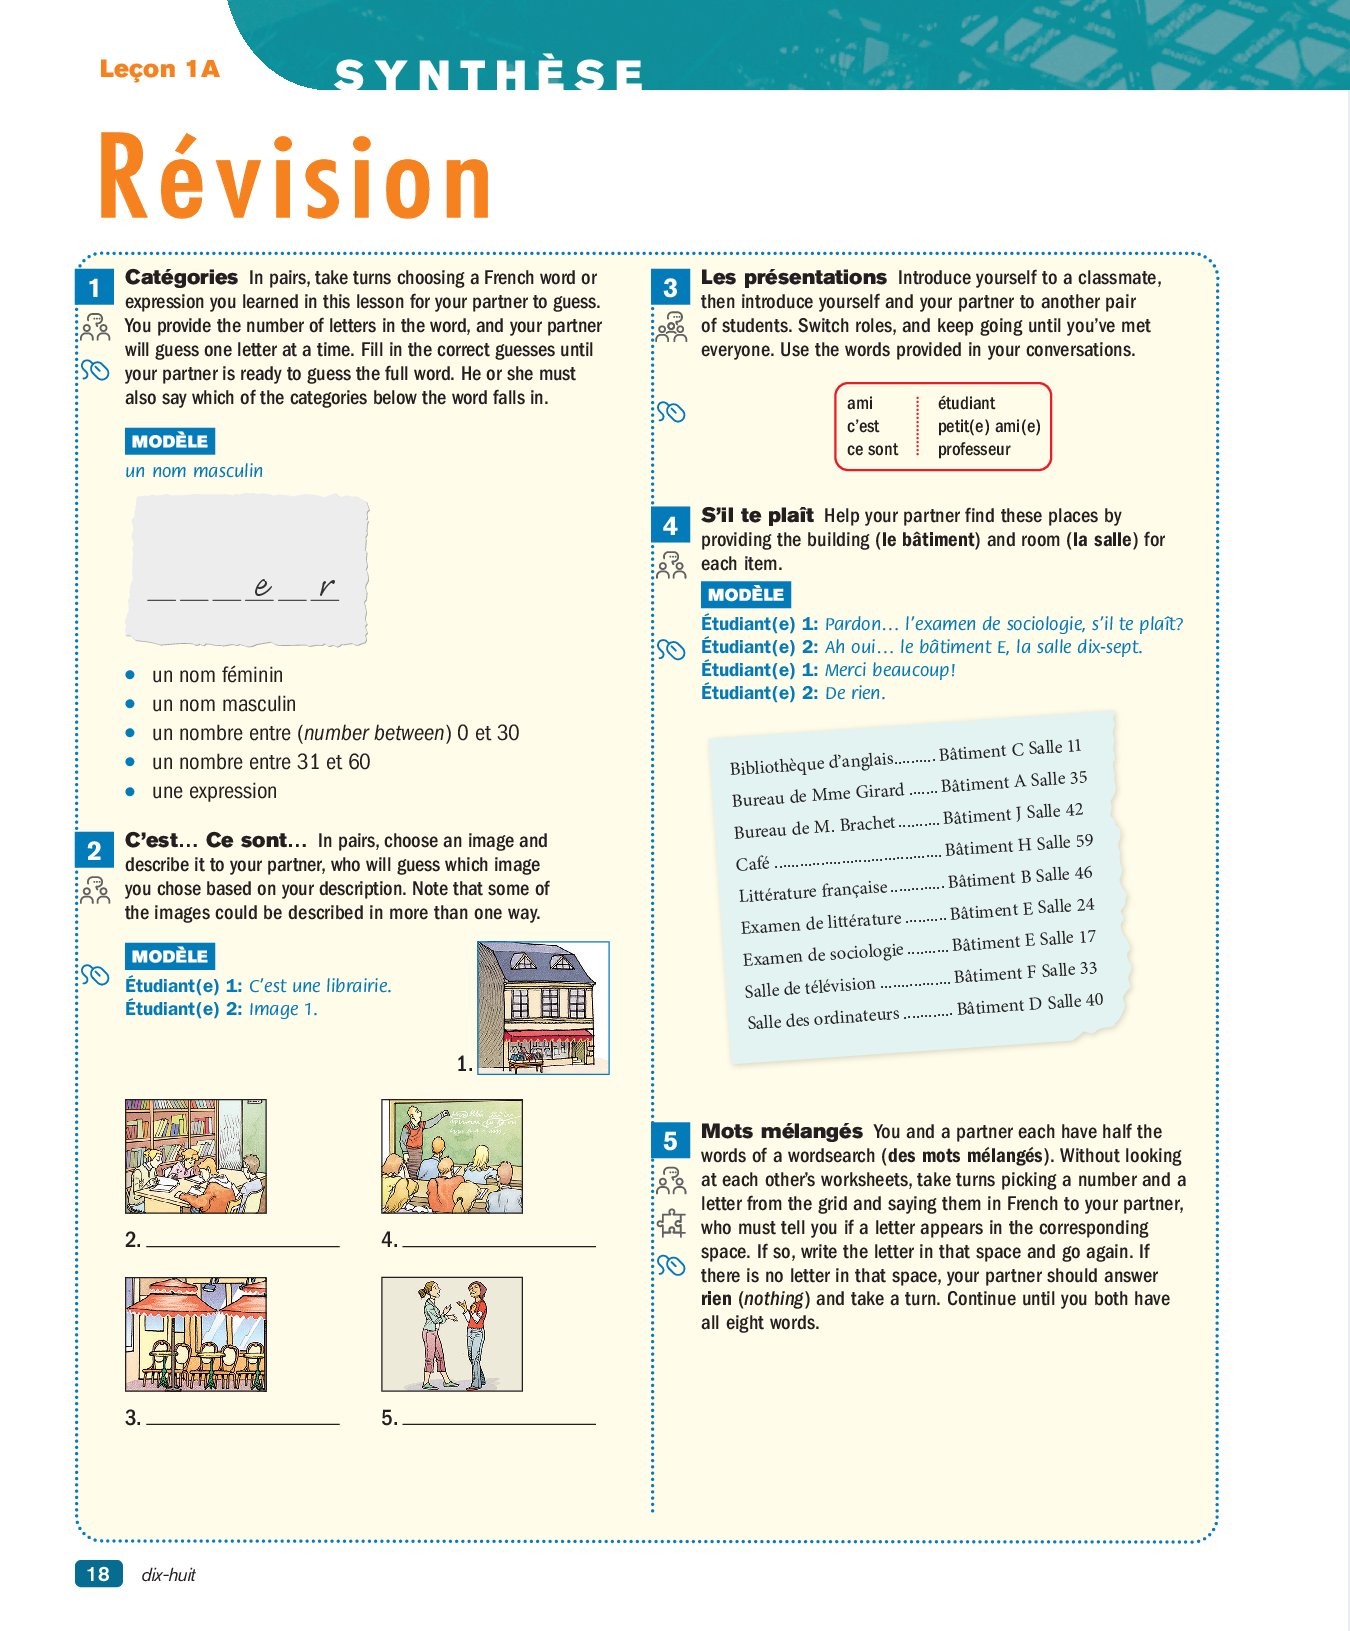 Leçon 1A
SYNTHÈSE
Révision
1
Catégories In pairs, take turns choosing a French word or
expression you learned in this lesson for your partner to guess.
You provide the number of letters in the word, and your partner
will guess one letter at a time. Fill in the correct guesses until
your partner is ready to guess the full word. He or she must
also say which of the categories below the word falls in.
MODÈLE
un nom masculin
_ _ _ e _ r
• un nom féminin
• un nom masculin
• un nombre entre (number between) 0 et 30
• un nombre entre 31 et 60
• une expression
2
C'est… Ce sont… In pairs, choose an image and
describe it to your partner, who will guess which image
you chose based on your description. Note that some of
the images could be described in more than one way.
MODÈLE
Étudiant(e) 1: C'est une librairie.
Étudiant(e) 2: Image 1.
1.
2.
4.
3.
5.
3
Les présentations Introduce yourself to a classmate,
then introduce yourself and your partner to another pair
of students. Switch roles, and keep going until you've met
everyone. Use the words provided in your conversations.
ami étudiant
c'est petit(e) ami(e)
ce sont professeur
4
S'il te plaît Help your partner find these places by
providing the building (le bâtiment) and room (la salle) for
each item.
MODÈLE
Étudiant(e) 1: Pardon… l'examen de sociologie, s'il te plaît?
Étudiant(e) 2: Ah oui… le bâtiment E, la salle dix-sept.
Étudiant(e) 1: Merci beaucoup!
Étudiant(e) 2: De rien.
Bibliothèque d'anglais.......... Bâtiment C Salle 11
Bureau de Mme Girard ....... Bâtiment A Salle 35
Bureau de M. Brachet .......... Bâtiment J Salle 42
Café ........................................ Bâtiment H Salle 59
Littérature française ............. Bâtiment B Salle 46
Examen de littérature .......... Bâtiment E Salle 24
Examen de sociologie .......... Bâtiment E Salle 17
Salle de télévision ................. Bâtiment F Salle 33
Salle des ordinateurs ............ Bâtiment D Salle 40
5
Mots mélangés You and a partner each have half the
words of a wordsearch (des mots mélangés). Without looking
at each other's worksheets, take turns picking a number and a
letter from the grid and saying them in French to your partner,
who must tell you if a letter appears in the corresponding
space. If so, write the letter in that space and go again. If
there is no letter in that space, your partner should answer
rien (nothing) and take a turn. Continue until you both have
all eight words.
18 dix-huit